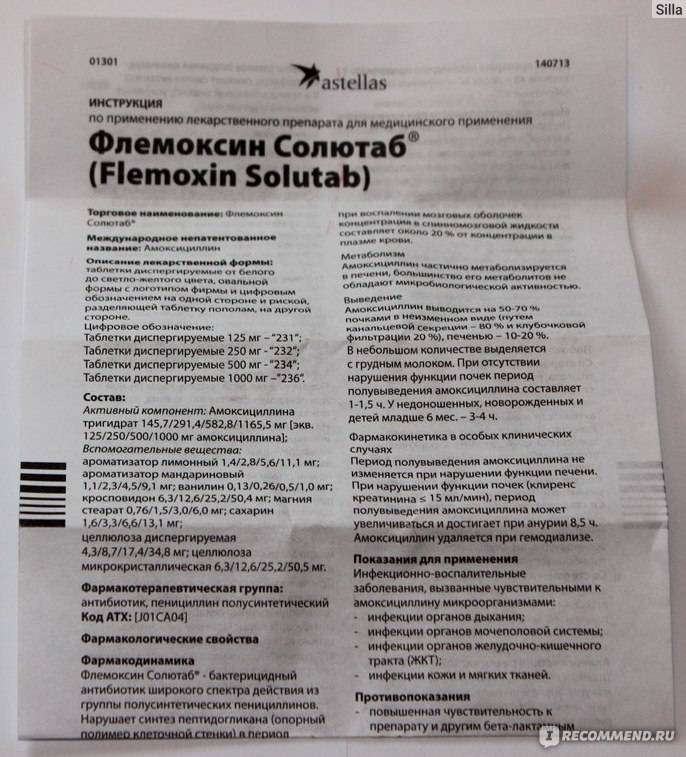 Silla
01301
140713
astellas
ИНСТРУКЦИЯ
по применению лекарственного препарата для медицинского применения
Флемоксин Солютаб®
(Flemoxin Solutab)
Торговое наименование: Флемоксин
Солютаб®
Международное непатентованное
название: Амоксициллин
Описание лекарственной формы:
таблетки диспергируемые от белого
до светло-желтого цвета, овальной
формы с логотипом фирмы и цифровым
обозначением на одной стороне и риской,
разделяющей таблетку пополам, на другой
стороне.
Цифровое обозначение:
Таблетки диспергируемые 125 мг –"231";
Таблетки диспергируемые 250 мг -"232";
Таблетки диспергируемые 500 мг -"234";
Таблетки диспергируемые 1000 мг –"236".
Состав:
Активный компонент: Амоксициллина
тригидрат 145,7/291,4/582,8/1165,5 мг [экв.
125/250/500/1000 мг амоксициллина];
Вспомогательные вещества:
ароматизатор лимонный 1,4/2,8/5,6/11,1 мг;
ароматизатор мандариновый
1,1/2,3/4,5/9,1 мг; ванилин 0,13/0,26/0,5/1,0 мг;
кросповидон 6,3/12,6/25,2/50,4 мг; магния
стеарат 0,76/1,5/3,0/6,0 мг; сахарин
1,6/3,3/6,6/13,1 мг;
целлюлоза диспергируемая
4,3/8,7/17,4/34,8 мг; целлюлоза
микрокристаллическая 6,3/12,6/25,2/50,5 мг.
Фармакотерапевтическая группа:
антибиотик, пенициллин полусинтетический
Код АТХ: [J01CA04]
Фармакологические свойства
Фармакодинамика
Флемоксин Солютаб® - бактерицидный
антибиотик широкого спектра действия из
группы полусинтетических пенициллинов.
Нарушает синтез пептидогликана (опорный
полимер клеточной стенки) в период
при воспалении мозговых оболочек
концентрация в спинномозговой жидкости
составляет около 20 % от концентрации в
плазме крови.
Метаболизм
Амоксициллин частично метаболизируется
в печени, большинство его метаболитов не
обладают микробиологической активностью.
Выведение
Амоксициллин выводится на 50-70 %
почками в неизменном виде (путем
канальцевой секреции – 80 % и клубочковой
фильтрации 20 %), печенью – 10-20 %.
В небольшом количестве выделяется
с грудным молоком. При отсутствии
нарушения функции почек период
полувыведения амоксициллина составляет
1-1,5 ч. У недоношенных, новорожденных и
детей младше 6 мес. – 3-4 ч.
Фармакокинетика в особых клинических
случаях
Период полувыведения амоксициллина не
изменяется при нарушении функции печени.
При нарушении функции почек (клиренс
креатинина ≤ 15 мл/мин), период
полувыведения амоксициллина может
увеличиваться и достигает при анурии 8,5 ч.
Амоксициллин удаляется при гемодиализе.
Показания для применения
Инфекционно-воспалительные
заболевания, вызванные чувствительными к
амоксициллину микроорганизмами:
- инфекции органов дыхания;
- инфекции органов мочеполовой системы;
- инфекции органов желудочно-кишечного
тракта (ЖКТ);
- инфекции кожи и мягких тканей.
Противопоказания
- повышенная чувствительность к
препарату и другим бета-лактамным
RECOMMEND.RU